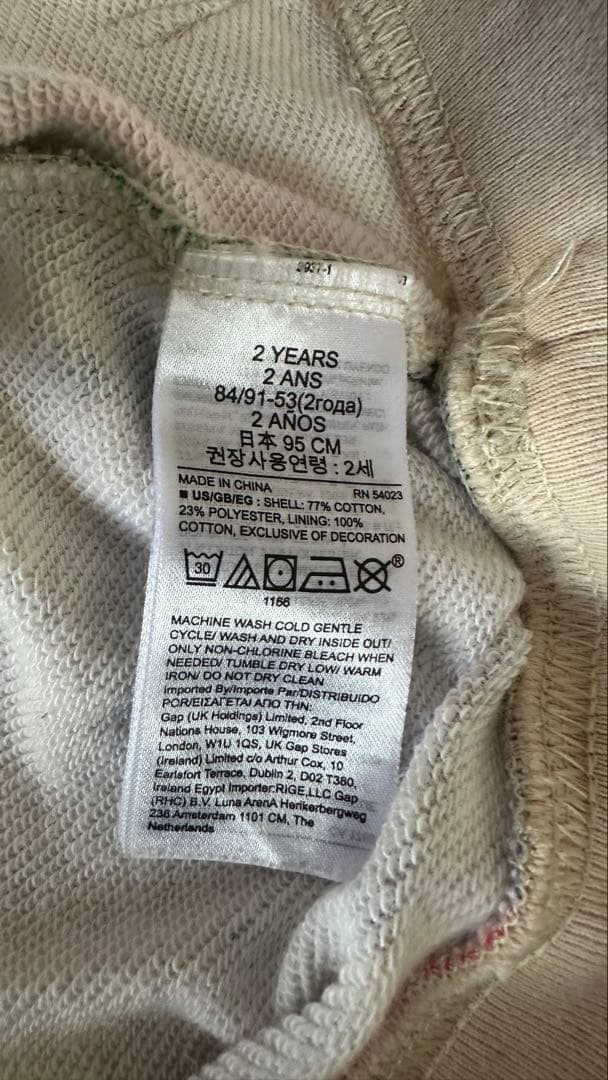 2937-1
2 YEARS
2 ANS
84/91-53(2года)
2 AÑOS
日本 95 CM
권장사용연령 : 2세
MADE IN CHINA RN 54023
■ US/GB/EG : SHELL: 77% COTTON,
23% POLYESTER, LINING: 100%
COTTON, EXCLUSIVE OF DECORATION
30
®
1166
MACHINE WASH COLD GENTLE
CYCLE/ WASH AND DRY INSIDE OUT/
ONLY NON-CHLORINE BLEACH WHEN
NEEDED/ TUMBLE DRY LOW/ WARM
IRON/ DO NOT DRY CLEAN
Imported By/Importe Par/DISTRIBUIDO
POR/ΕΙΣΑΓΕΤΑΙ ΑΠΟ ΤΗΝ:
Gap (UK Holdings) Limited, 2nd Floor
Nations House, 103 Wigmore Street,
London, W1U 1QS, UK Gap Stores
(Ireland) Limited c/o Arthur Cox, 10
Earlsfort Terrace, Dublin 2, D02 T380,
Ireland Egypt Importer:RIGE,LLC Gap
(RHC) B.V. Luna ArenA Herikerbergweg
238 Amsterdam 1101 CM, The
Netherlands